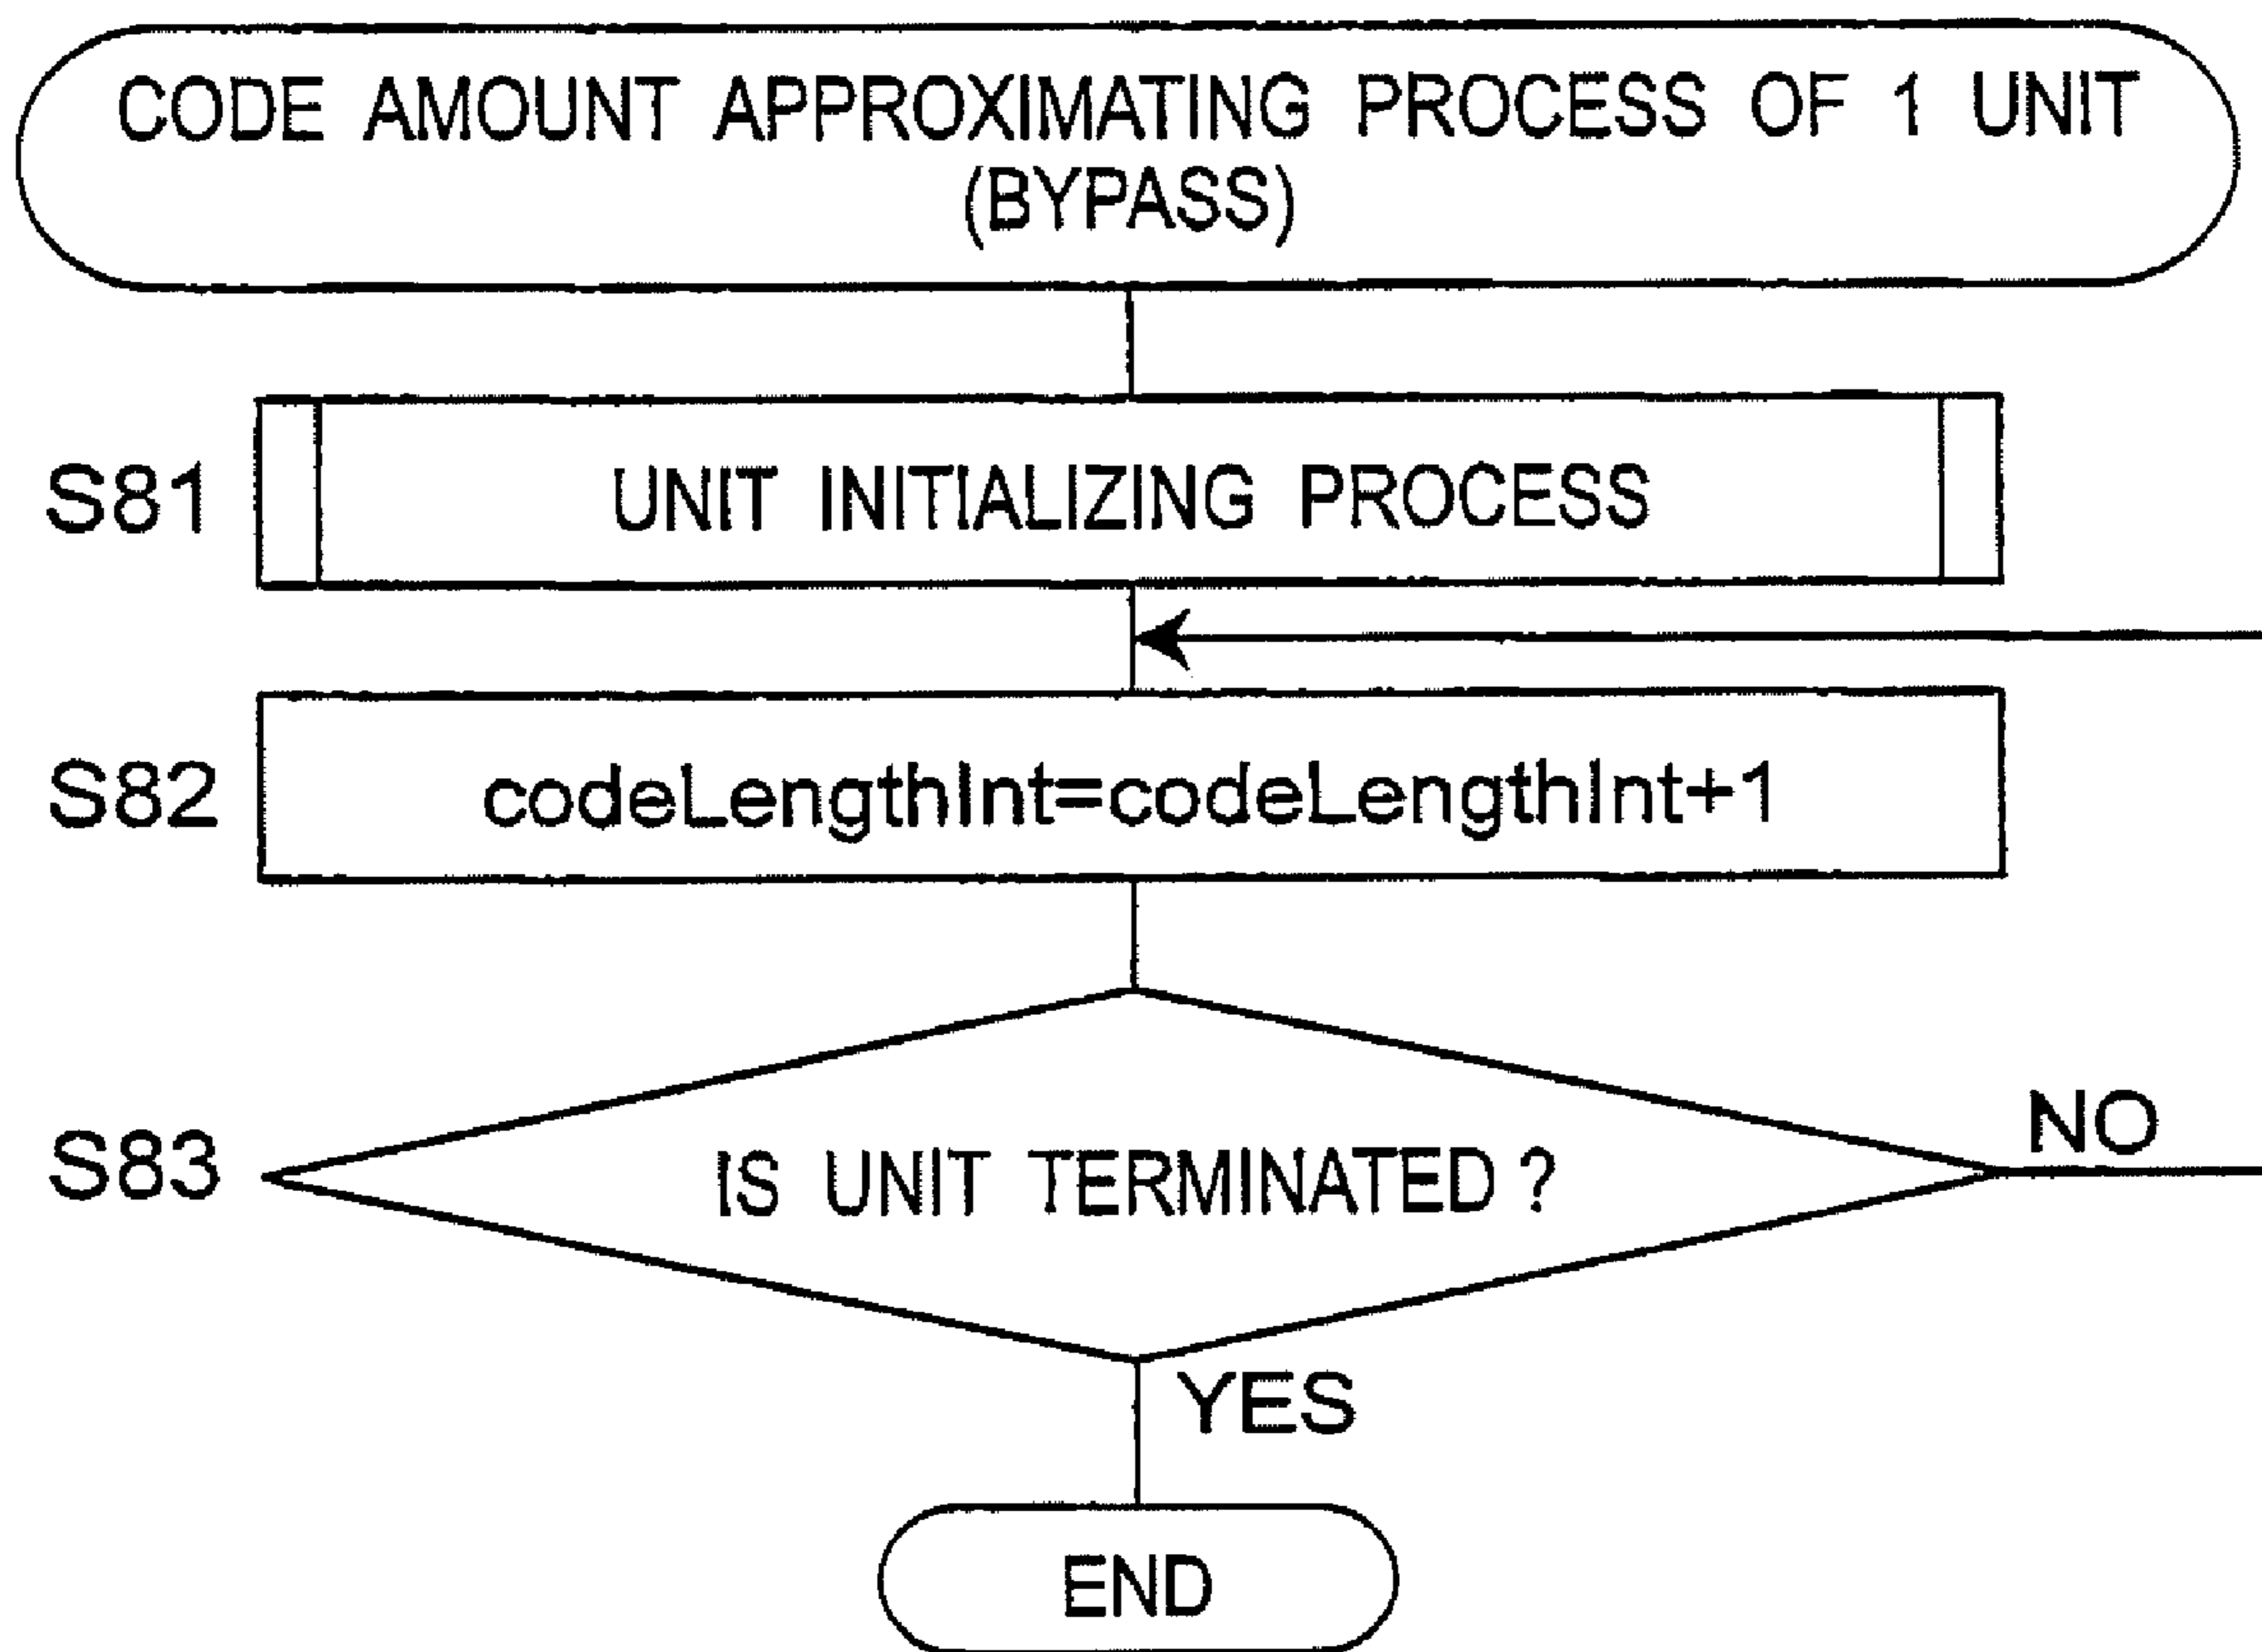 CODE AMOUNT APPROXIMATING PROCESS OF 1 UNIT
(BYPASS)
S81
UNIT INITIALIZING PROCESS
S82
codeLengthInt=codeLengthInt+1
S83
IS UNIT TERMINATED ?
NO
YES
END